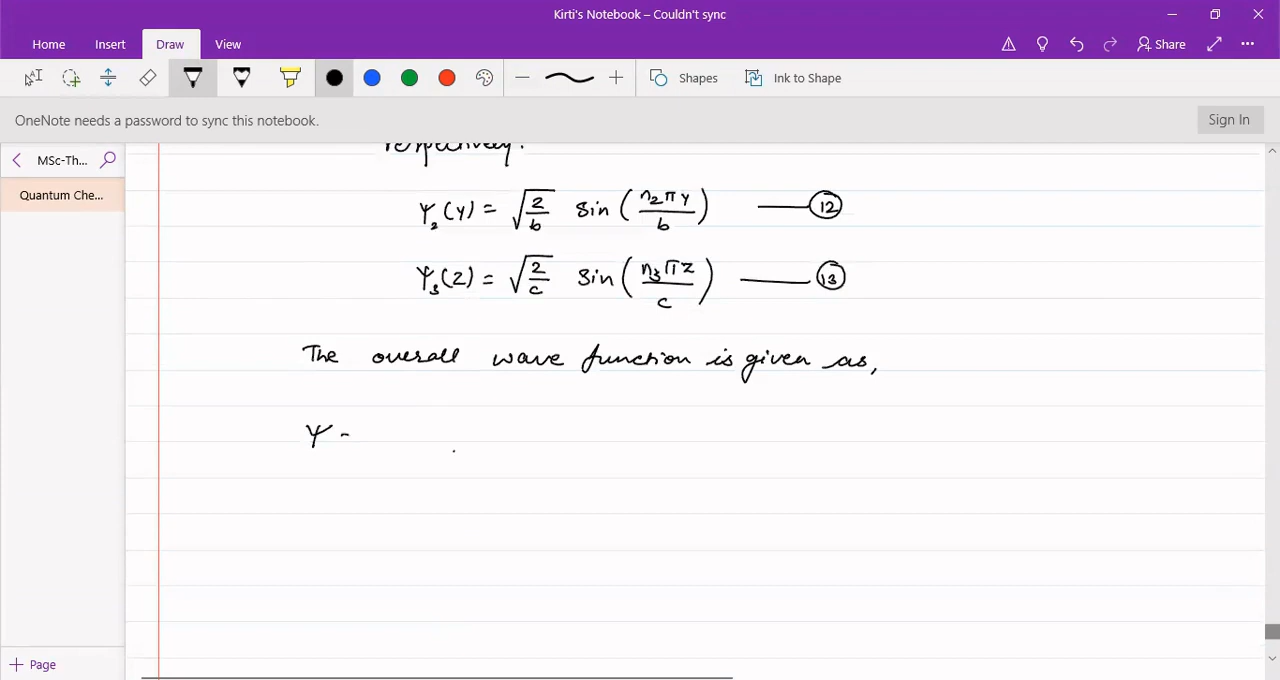 Kirti's Notebook – Couldn't sync
Home Insert Draw View Share
Shapes Ink to Shape
OneNote needs a password to sync this notebook. Sign In
MSc-Th...
Quantum Che...
respectively.
Ψ₂(y) = √(2/b) sin (n₂πy/b) —— ⑫
Ψ₃(z) = √(2/c) sin (n₃πz/c) —— ⑬
The overall wave function is given as,
Ψ -
+ Page